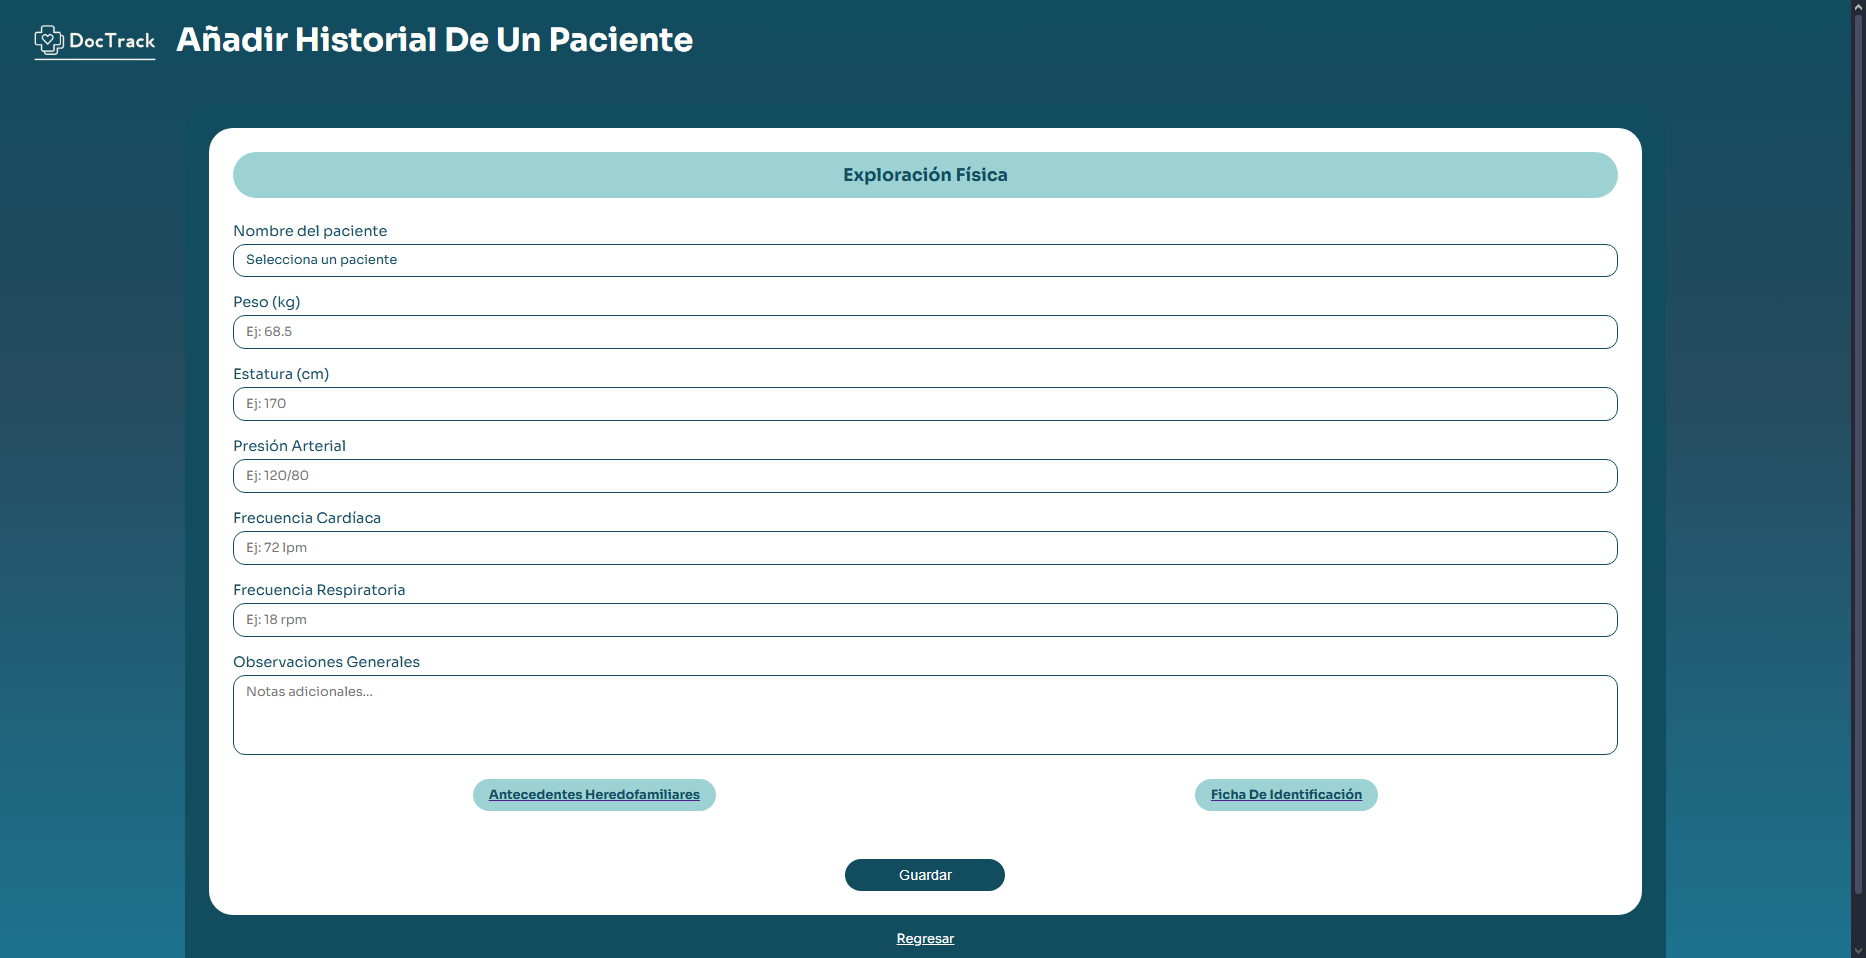 DocTrack
Añadir Historial De Un Paciente
Exploración Física
Nombre del paciente
Selecciona un paciente
Peso (kg)
Ej: 68.5
Estatura (cm)
Ej: 170
Presión Arterial
Ej: 120/80
Frecuencia Cardíaca
Ej: 72 lpm
Frecuencia Respiratoria
Ej: 18 rpm
Observaciones Generales
Notas adicionales...
Antecedentes Heredofamiliares
Ficha De Identificación
Guardar
Regresar